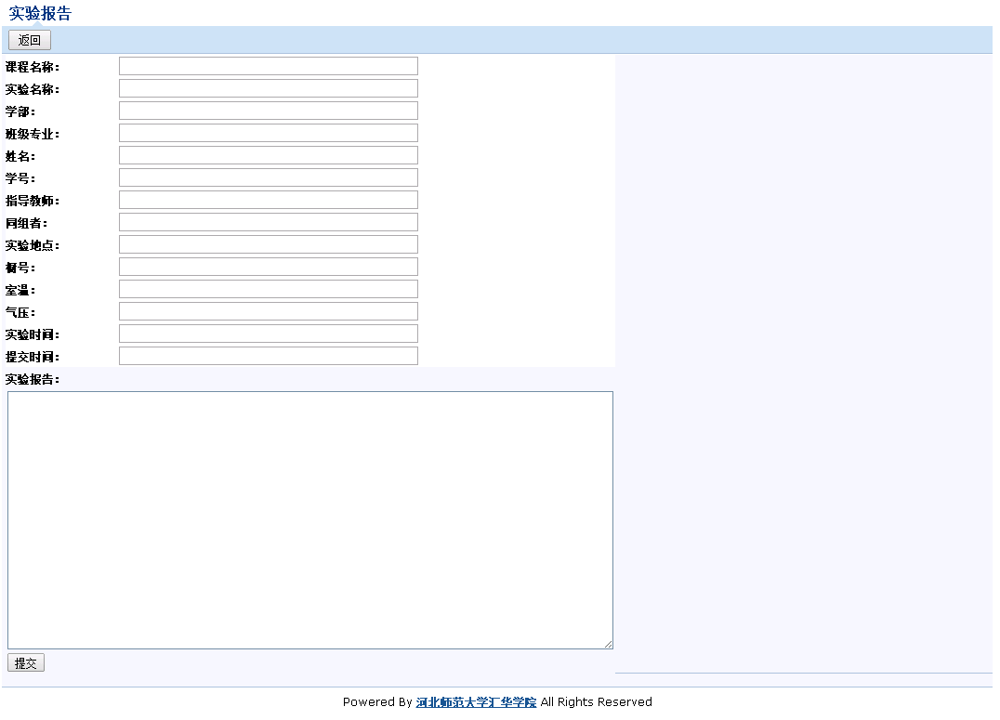 实验报告
返回
课程名称：
实验名称：
学部：
班级专业：
姓名：
学号：
指导教师：
同组者：
实验地点：
橱号：
室温：
气压：
实验时间：
提交时间：
实验报告：
提交
Powered By 河北师范大学汇华学院 All Rights Reserved